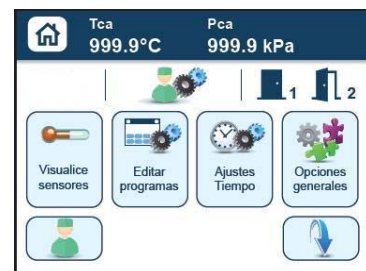 Tca Pca
999.9°C 999.9 kPa
1 2
Visualice Editar Ajustes Opciones
sensores programas Tiempo generales